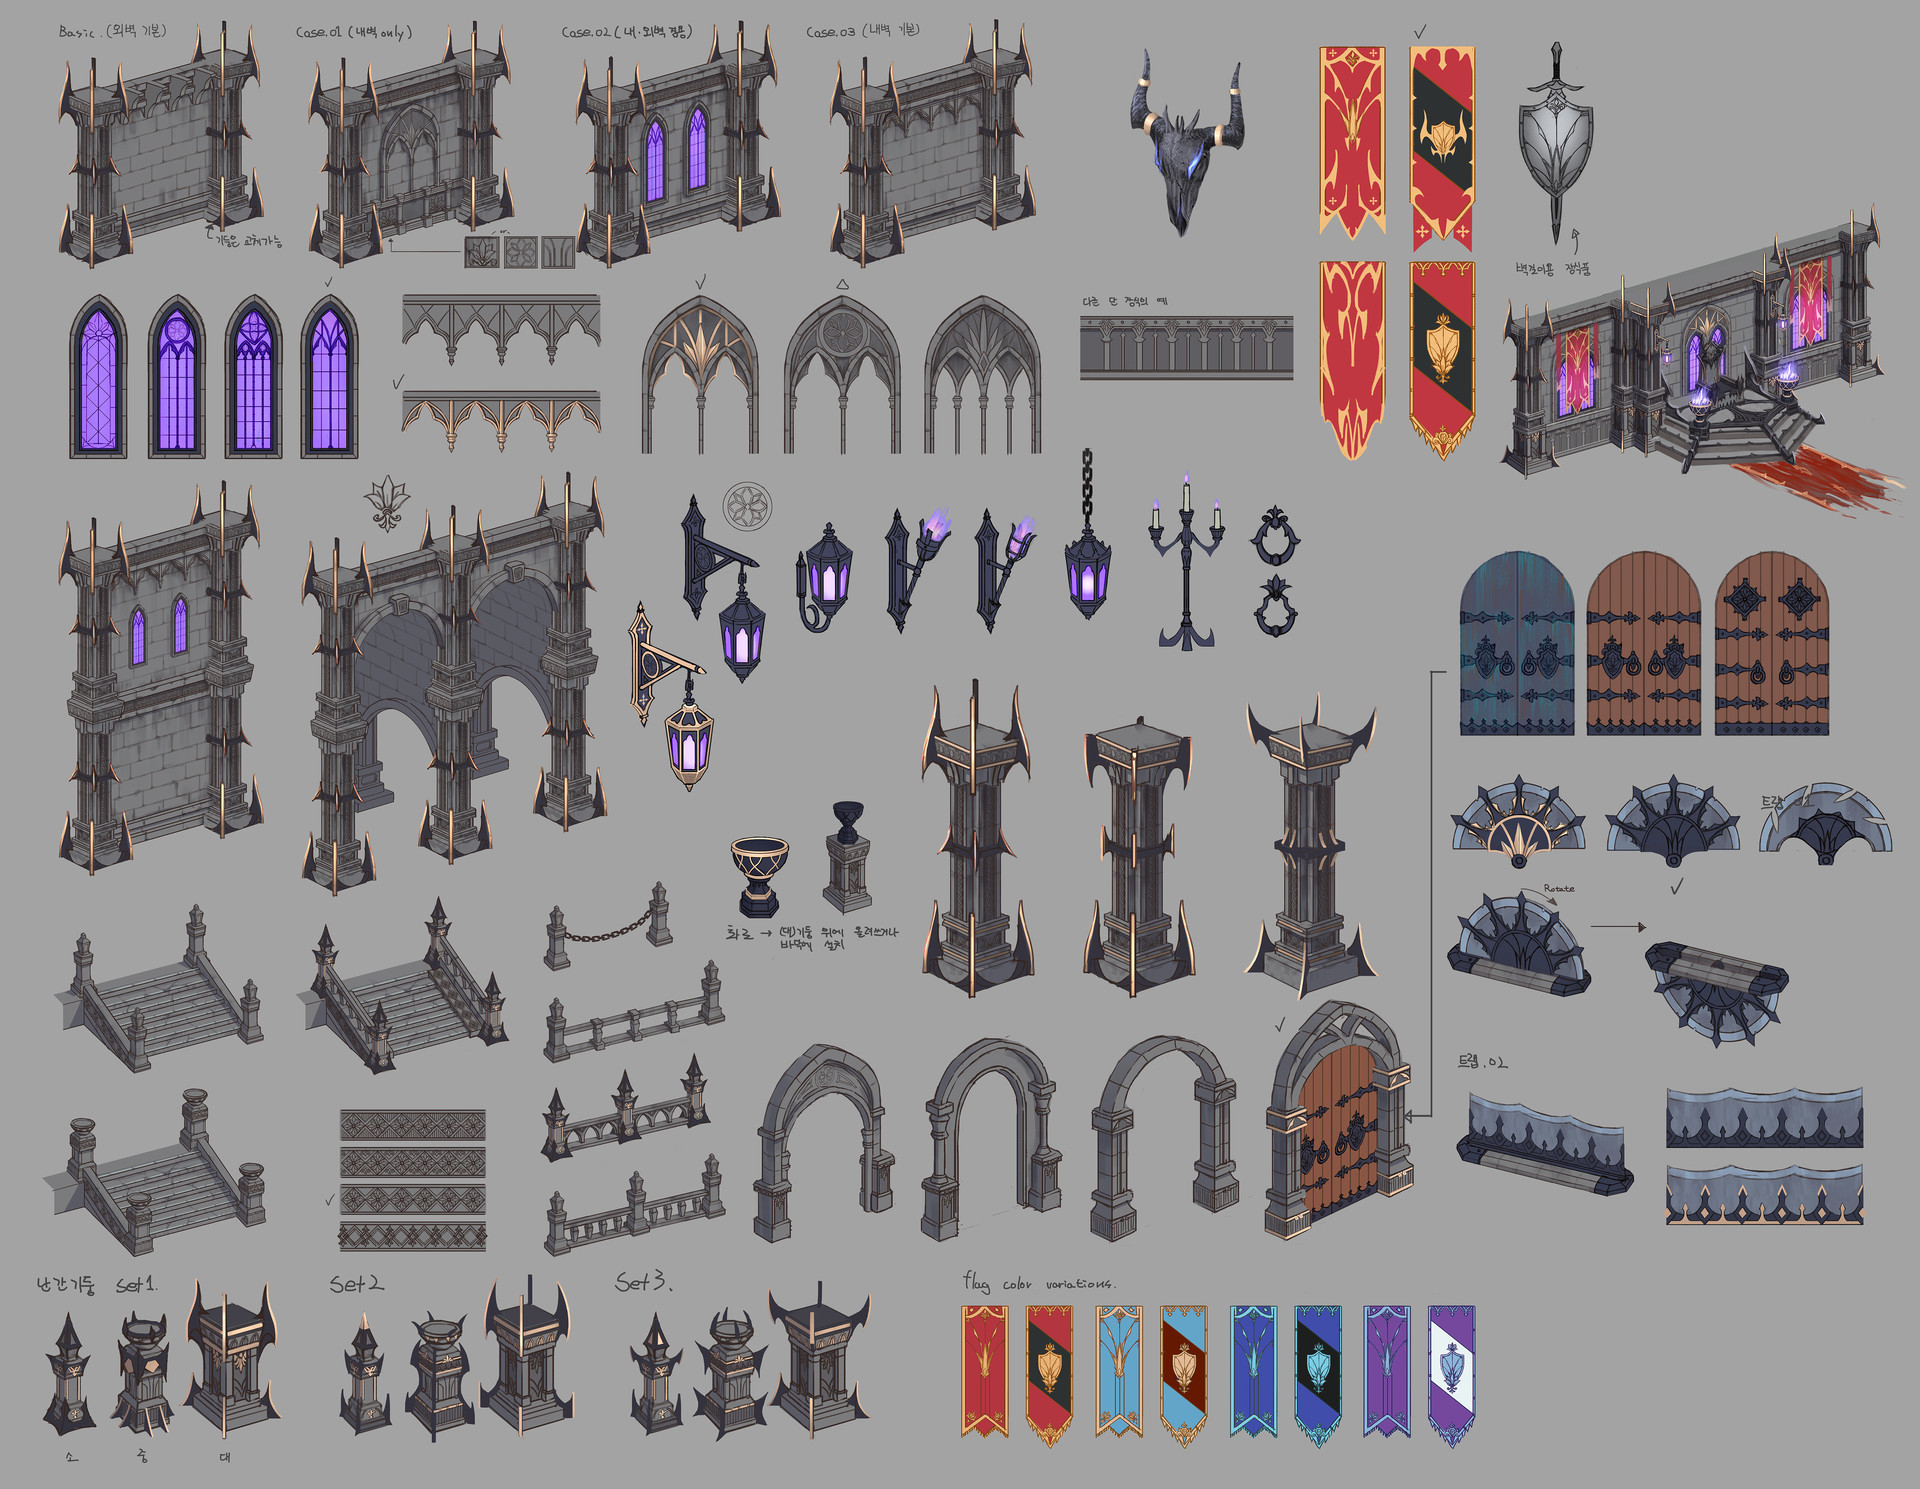 Basic. (외벽 기본)
Case.01 (내벽 only)
Case.02 (내·외벽 겸용)
Case.03 (내벽 기본)
기둥은 교체가능
or
벽걸이용 장식품
다른 단 장식의 예
화로 → (대)기둥 위에 올려쓰거나
바닥에 설치
트랩.01
Rotate
트랩.02
난간기둥 set1.
소
중
대
Set2
Set3.
flag color variations.